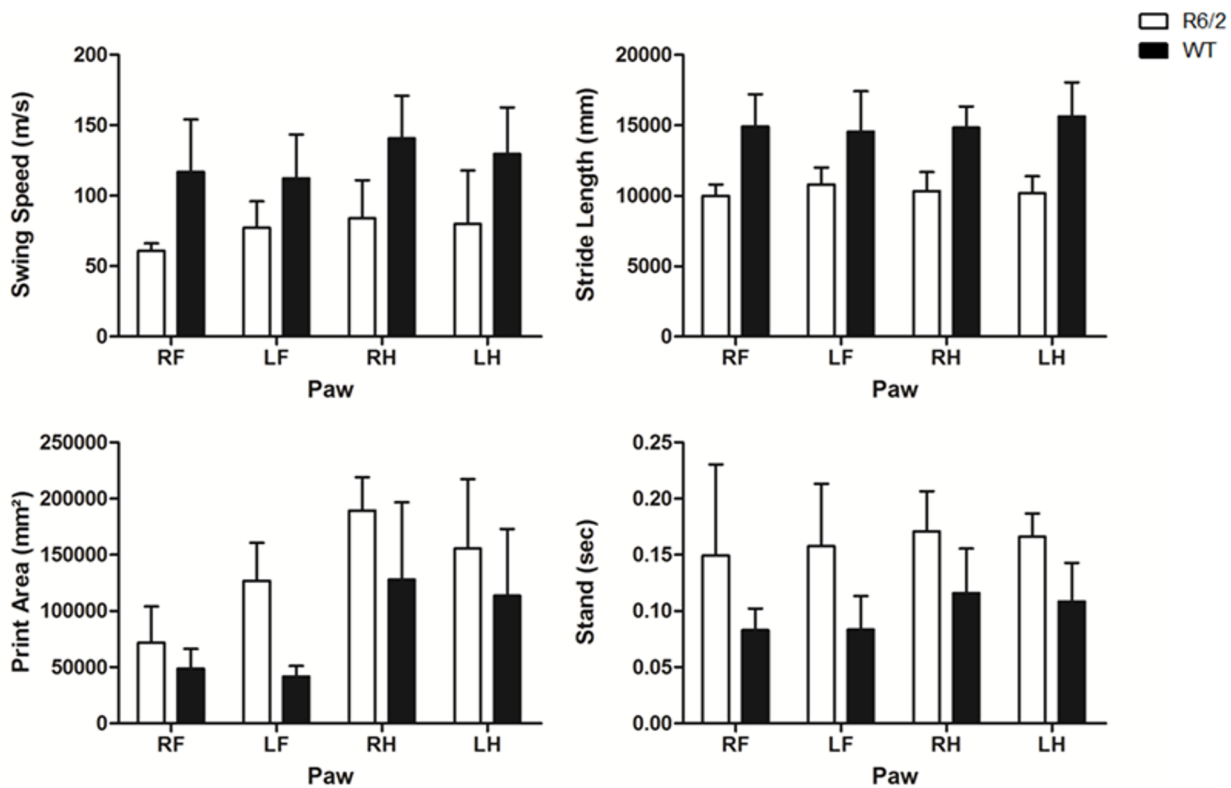 R6/2
WT
Swing Speed (m/s)
200
150
100
50
0
RF LF RH LH
Paw
Stride Length (mm)
20000
15000
10000
5000
0
RF LF RH LH
Paw
Print Area (mm²)
250000
200000
150000
100000
50000
0
RF LF RH LH
Paw
Stand (sec)
0.25
0.20
0.15
0.10
0.05
0.00
RF LF RH LH
Paw